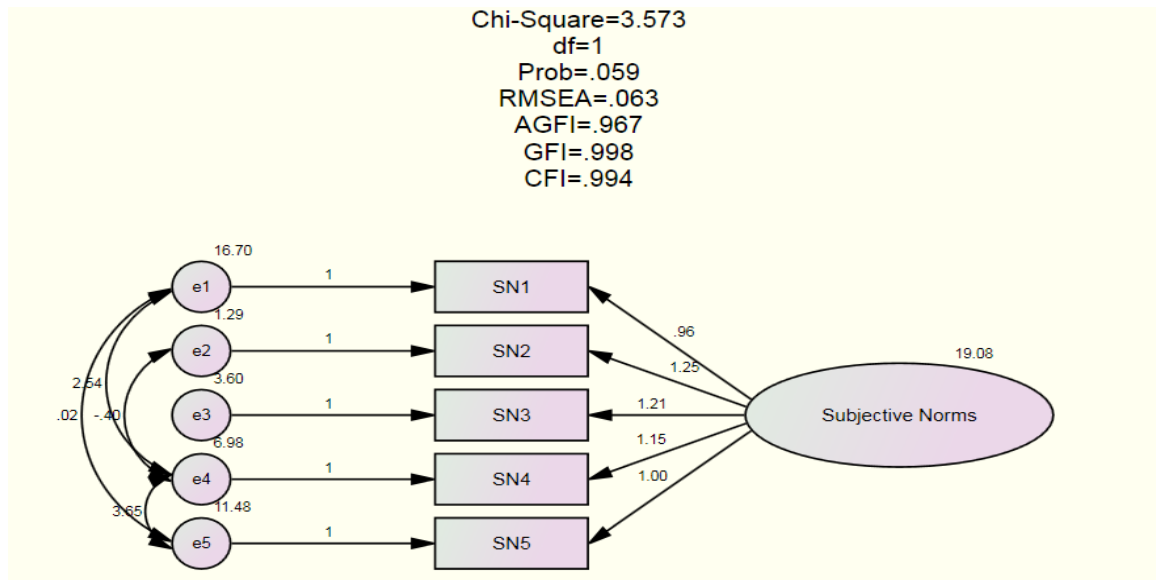 Chi-Square=3.573
df=1
Prob=.059
RMSEA=.063
AGFI=.967
GFI=.998
CFI=.994
16.70
e1
1
SN1
.96
1.29
e2
1
SN2
1.25
19.08
3.60
2.54
.02
-.40
e3
1
SN3
1.21
Subjective Norms
6.98
e4
1
SN4
1.15
11.48
3.65
e5
1
SN5
1.00